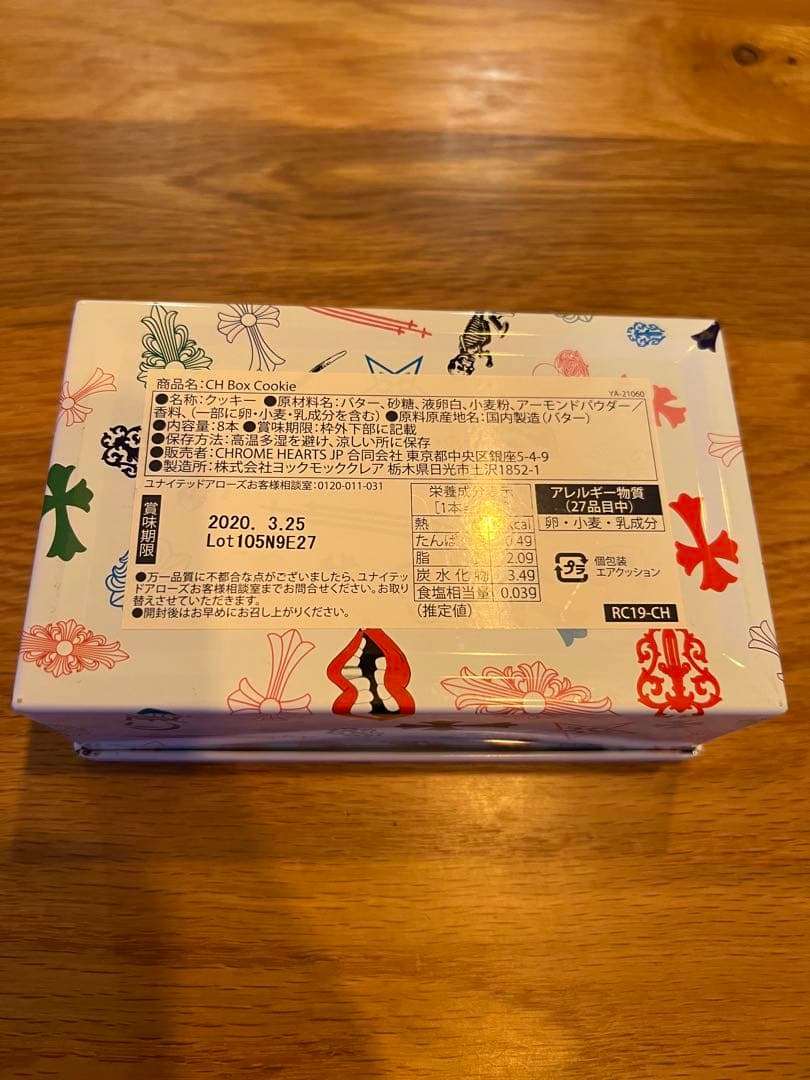 商品名:CH Box Cookie
YA-21060
●名称:クッキー ●原材料名:バター、砂糖、液卵白、小麦粉、アーモンドパウダー/
香料、(一部に卵・小麦・乳成分を含む) ●原料原産地名:国内製造(バター)
●内容量:8本 ●賞味期限:枠外下部に記載
●保存方法:高温多湿を避け、涼しい所に保存
●販売者:CHROME HEARTS JP 合同会社 東京都中央区銀座5-4-9
●製造所:株式会社ヨックモッククレア 栃木県日光市土沢1852-1
ユナイテッドアローズお客様相談室:0120-011-031
賞味期限
2020. 3.25
Lot105N9E27
●万一品質に不都合な点がございましたら、ユナイテッ
ドアローズお客様相談室までお問合せください。お取り
替えさせていただきます。
●開封後はお早めにお召し上がりください。
栄養成分表示
[1本
熱 kcal
たんぱ 0.49
脂 2.09
炭水化物 3.49
食塩相当量 0.039
(推定値)
アレルギー物質
(27品目中)
卵・小麦・乳成分
プラ
個包装
エアクッション
RC19-CH